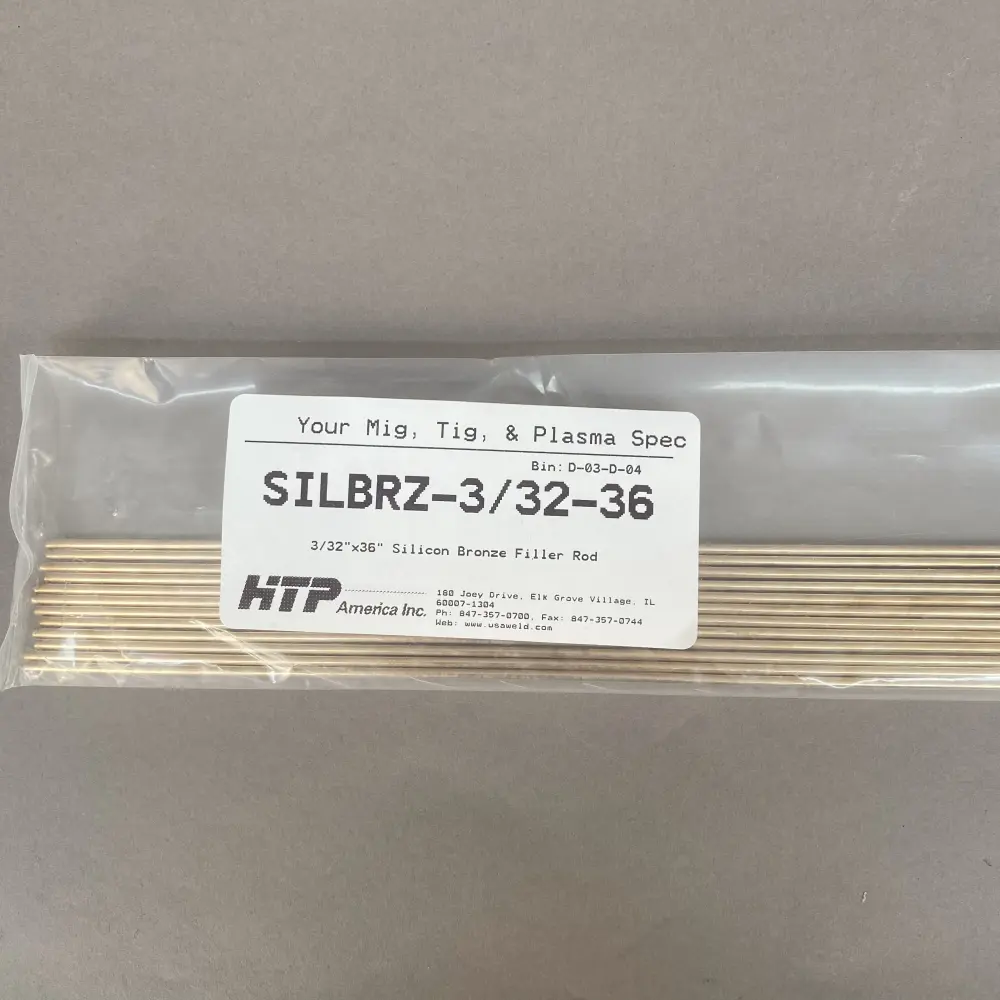 Your Mig, Tig, & Plasma Spec
Bin: D-03-D-04
SILBRZ-3/32-36
3/32"x36" Silicon Bronze Filler Rod
HTP America Inc.
180 Joey Drive, Elk Grove Village, IL
60007-1304
Ph: 847-357-0700, Fax: 847-357-0744
Web: www.usaweld.com